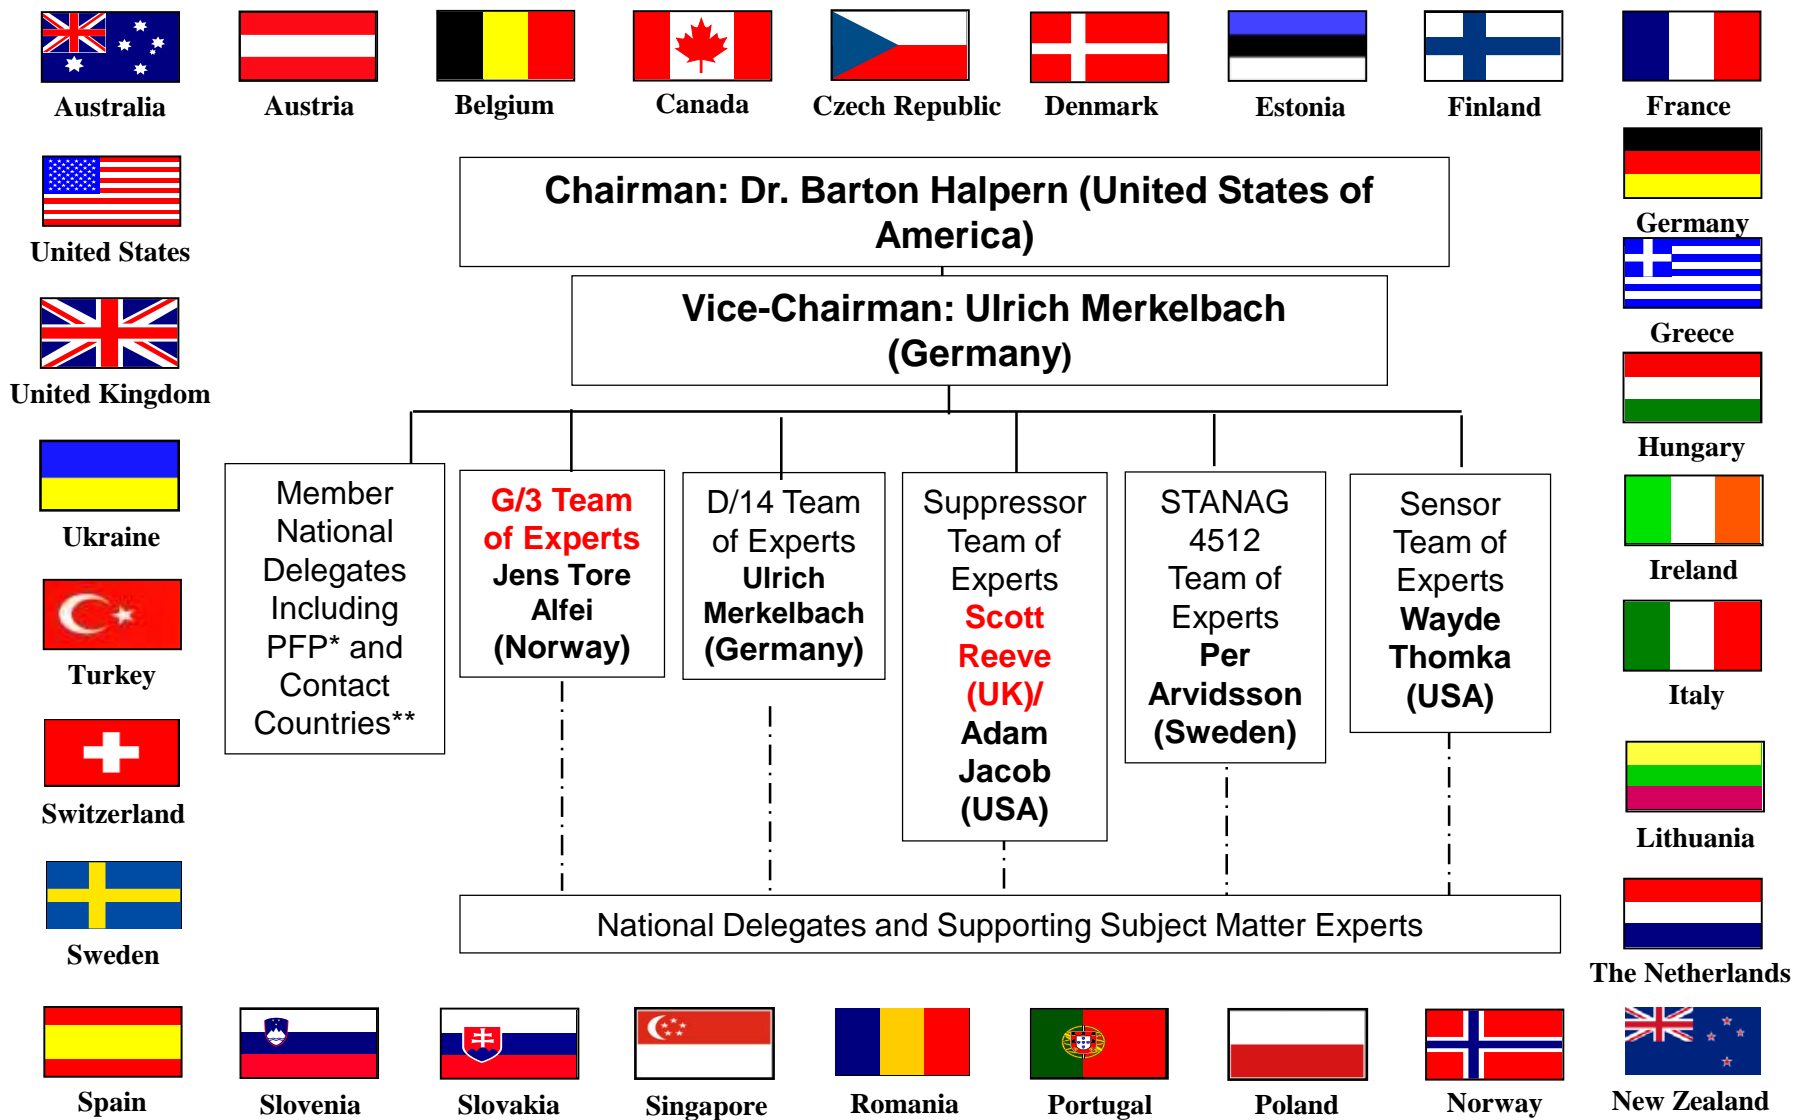 Australia
Austria
Belgium
Canada
Czech Republic
Denmark
Estonia
Finland
France
United States
United Kingdom
Ukraine
Turkey
Switzerland
Sweden
Chairman: Dr. Barton Halpern (United States of
America)
Vice-Chairman: Ulrich Merkelbach
(Germany)
Member
National
Delegates
Including
PFP* and
Contact
Countries**
G/3 Team
of Experts
Jens Tore
Alfei
(Norway)
D/14 Team
of Experts
Ulrich
Merkelbach
(Germany)
Suppressor
Team of
Experts
Scott
Reeve
(UK)/
Adam
Jacob
(USA)
STANAG
4512
Team of
Experts
Per
Arvidsson
(Sweden)
Sensor
Team of
Experts
Wayde
Thomka
(USA)
National Delegates and Supporting Subject Matter Experts
Germany
Greece
Hungary
Ireland
Italy
Lithuania
The Netherlands
Spain
Slovenia
Slovakia
Singapore
Romania
Portugal
Poland
Norway
New Zealand